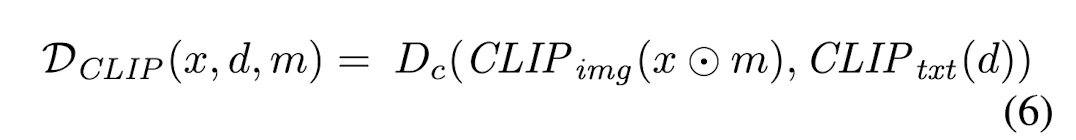 𝒟_{CLIP}(x, d, m) = D_c(CLIP_{img}(x ⊙ m), CLIP_{txt}(d))
(6)